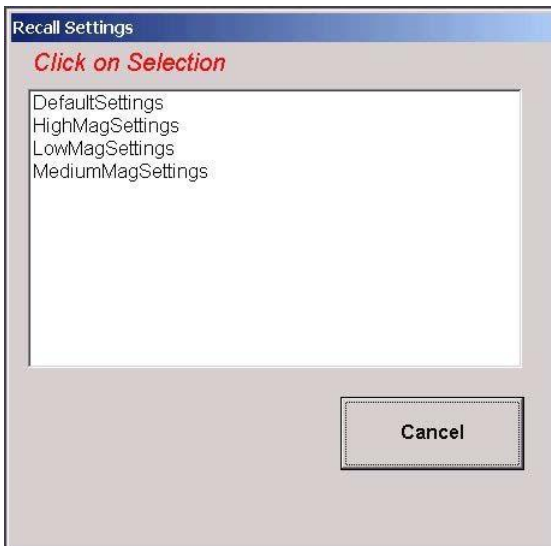 Recall Settings
Click on Selection
DefaultSettings
HighMagSettings
LowMagSettings
MediumMagSettings
Cancel